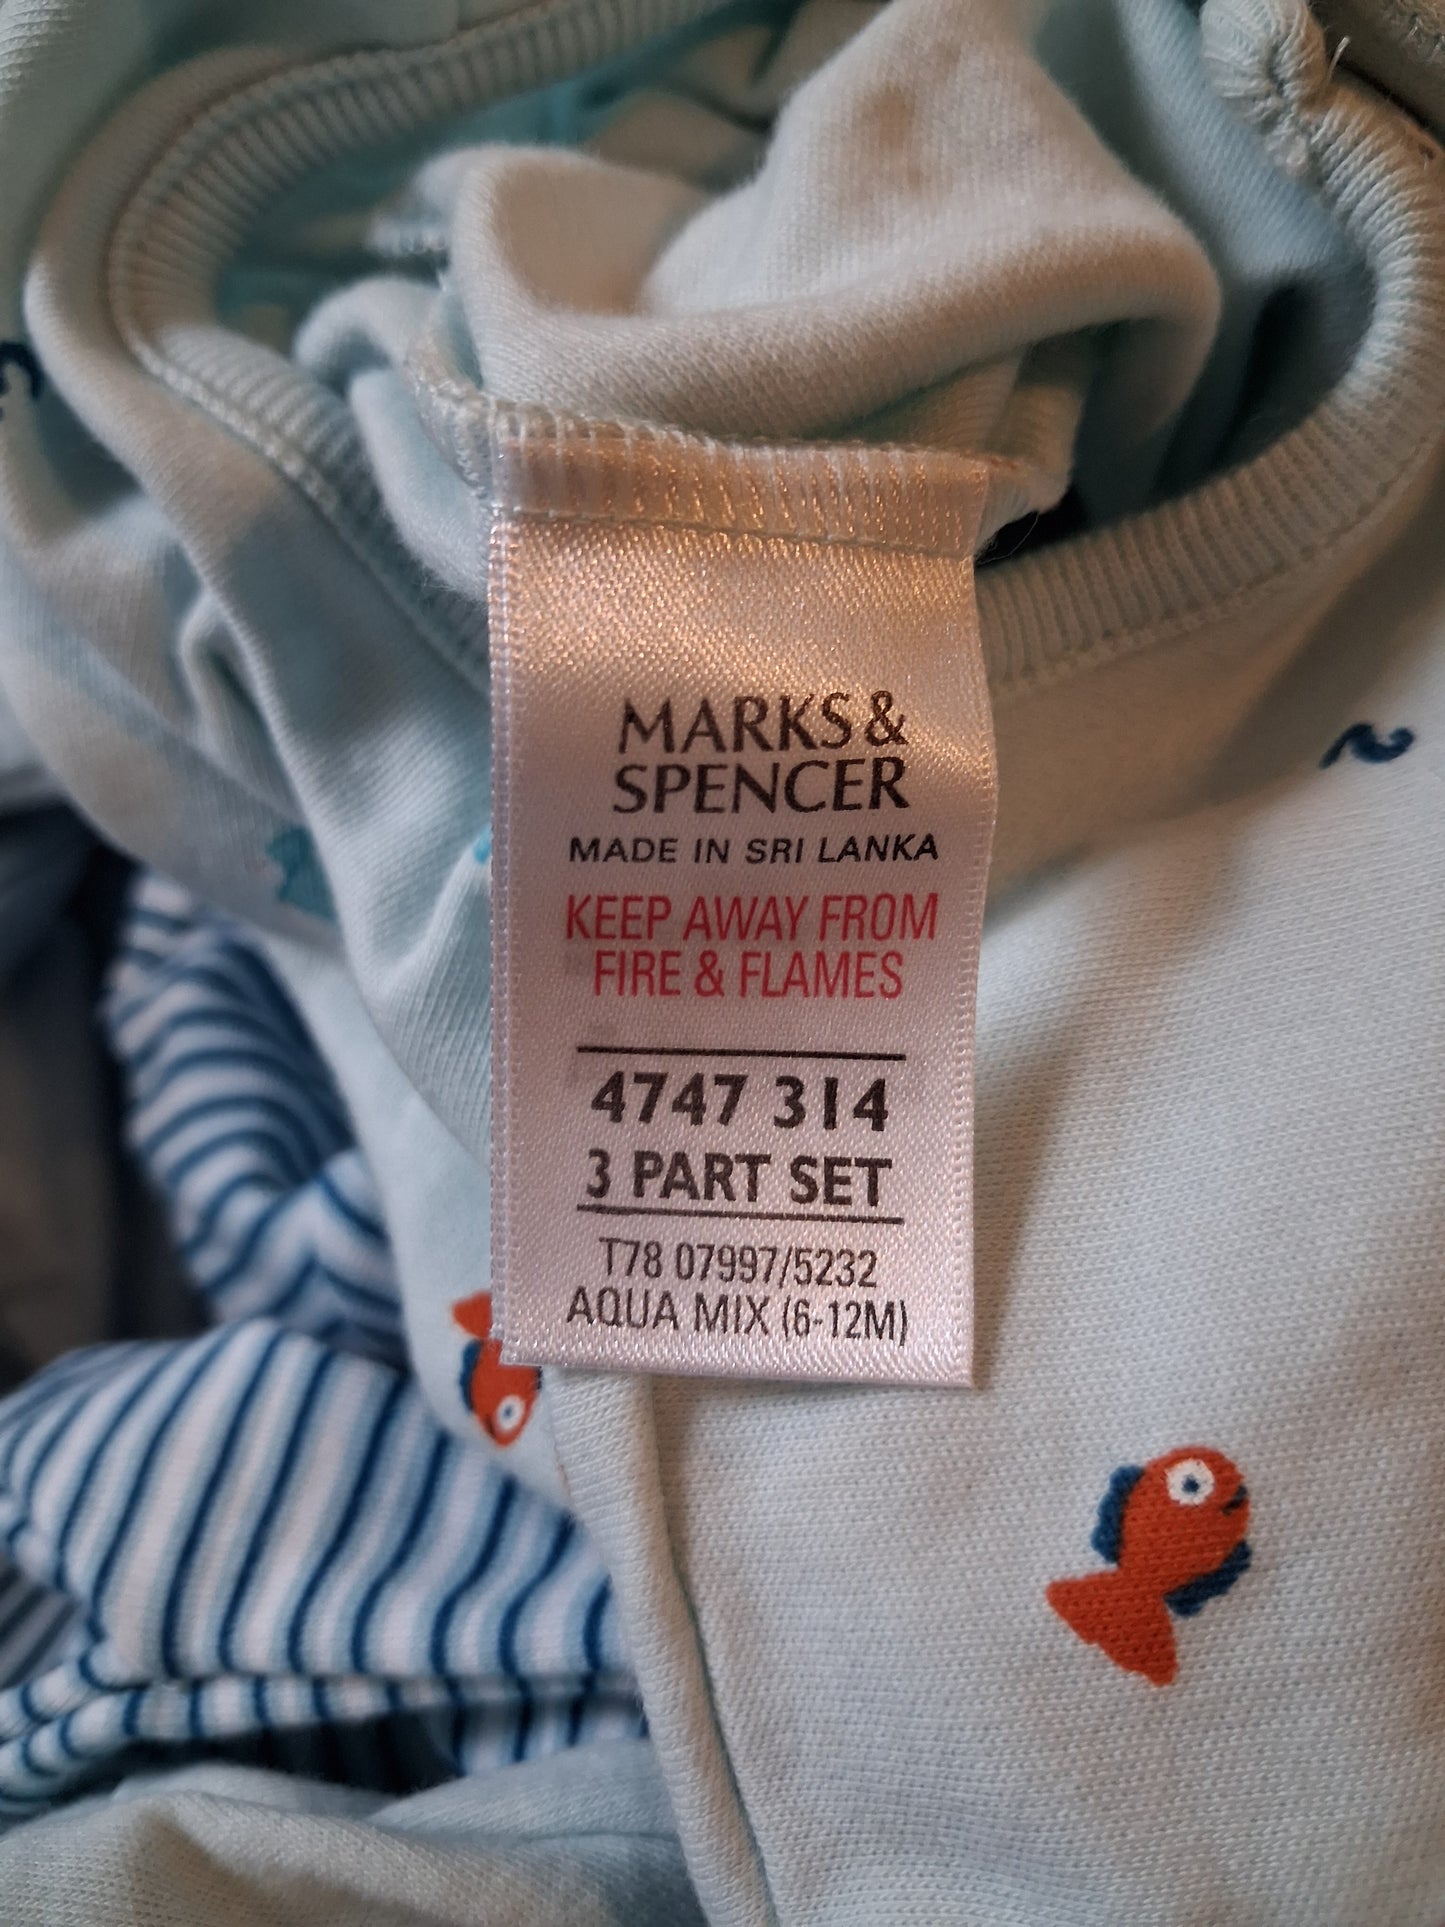 MARKS &
SPENCER
MADE IN SRI LANKA
KEEP AWAY FROM
FIRE & FLAMES
4747 314
3 PART SET
T78 07997/5232
AQUA MIX (6-12M)